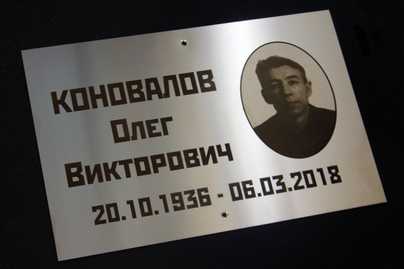 КОНОВАЛОВ
Олег
Викторович
20.10.1936 - 06.03.2018